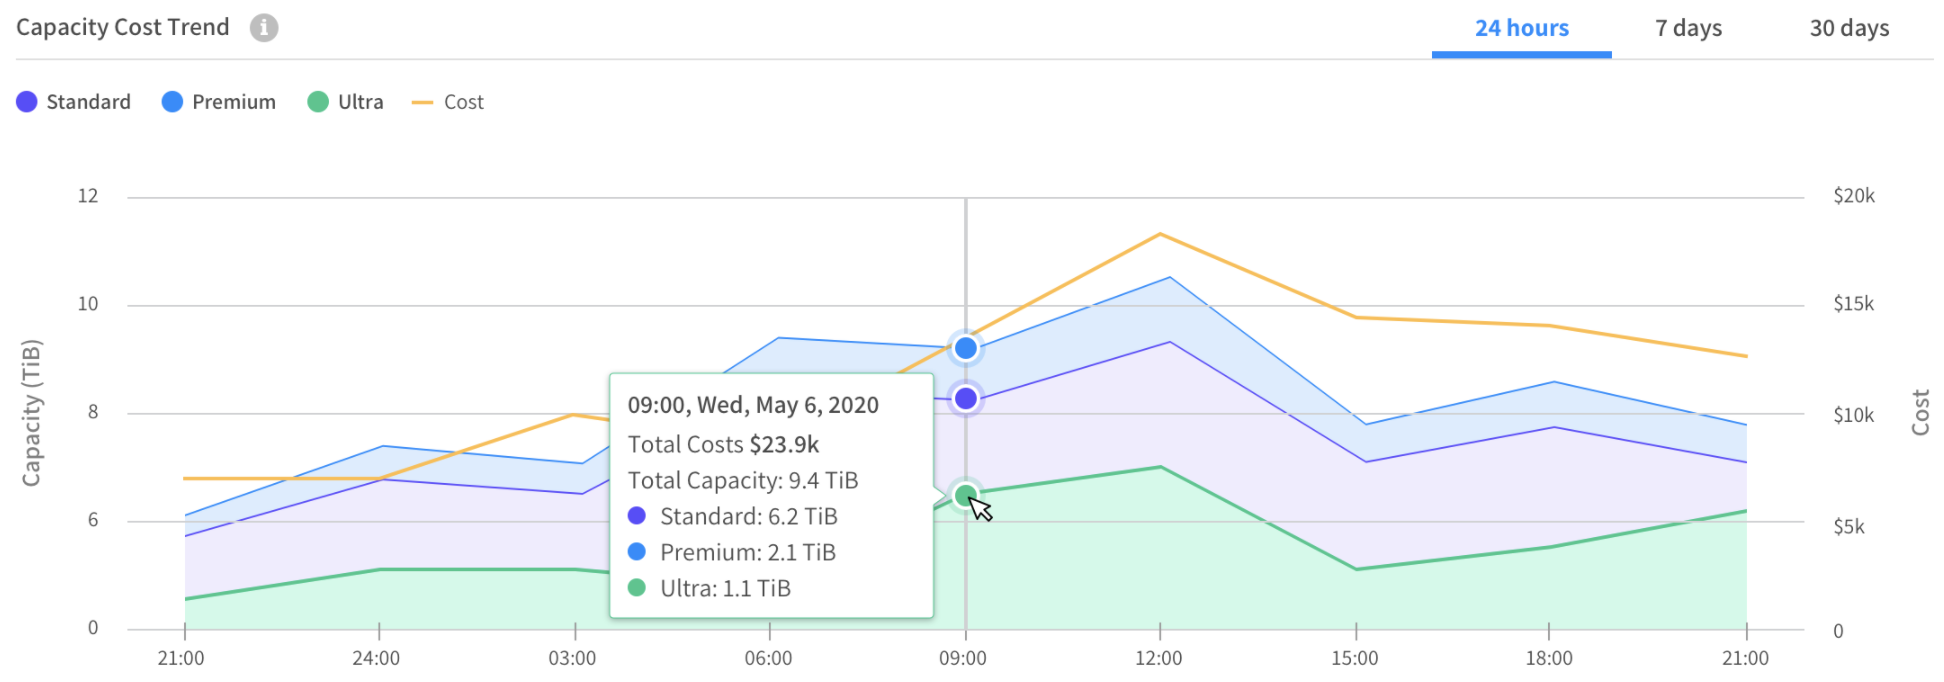 Capacity Cost Trend
24 hours 7 days 30 days
Standard Premium Ultra Cost
12 $20k
10 $15k
8 $10k
6 $5k
0 0
Capacity (TiB)
Cost
09:00, Wed, May 6, 2020
Total Costs $23.9k
Total Capacity: 9.4 TiB
Standard: 6.2 TiB
Premium: 2.1 TiB
Ultra: 1.1 TiB
21:00 24:00 03:00 06:00 09:00 12:00 15:00 18:00 21:00